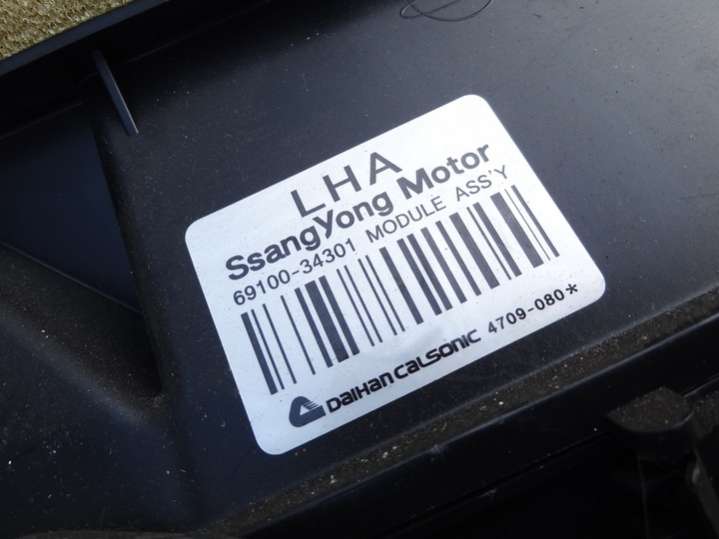 LHA
SsangYong Motor
69100-34301 MODULE ASS'Y
DAIHAN CALSONIC 4709-080*